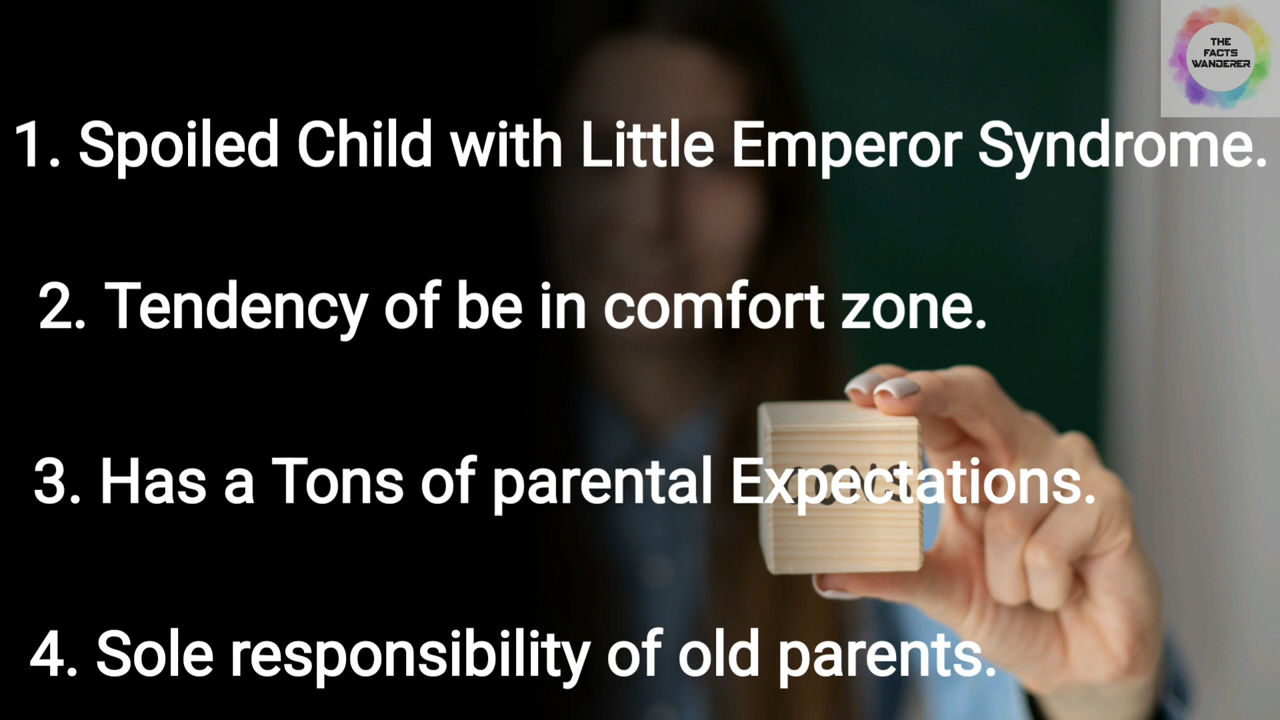 THE
FACTS
WANDERER
1. Spoiled Child with Little Emperor Syndrome.
2. Tendency of be in comfort zone.
3. Has a Tons of parental Expectations.
4. Sole responsibility of old parents.